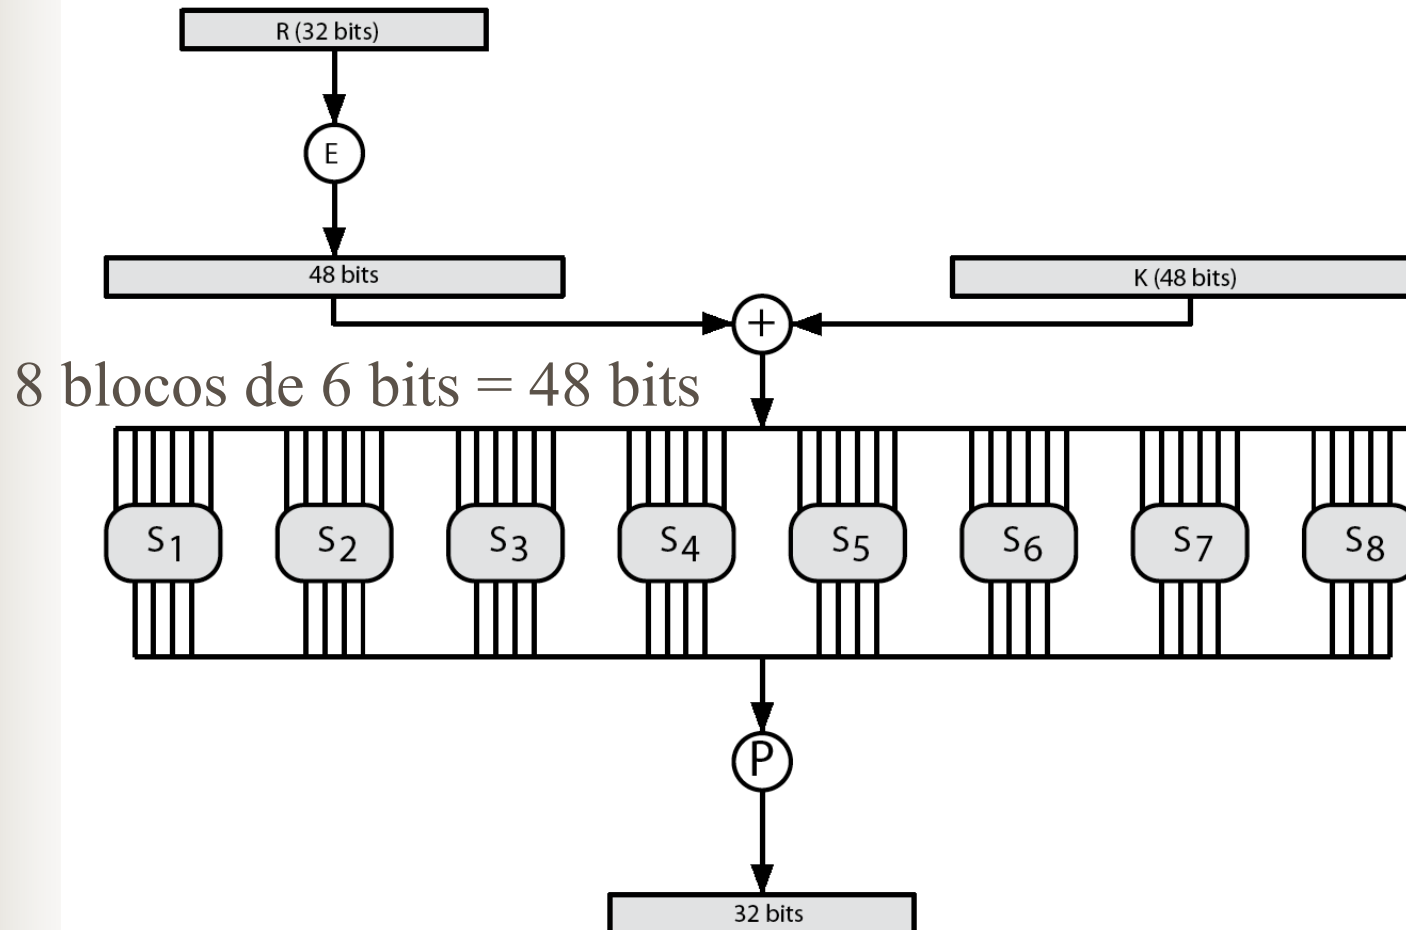 R (32 bits)
E
48 bits
K (48 bits)
+
8 blocos de 6 bits = 48 bits
S1 S2 S3 S4 S5 S6 S7 S8
P
32 bits